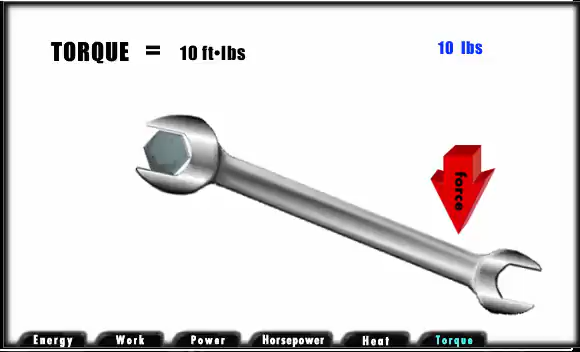 TORQUE = 10 ft•lbs
10 lbs
force
Energy Work Power Horsepower Heat Torque